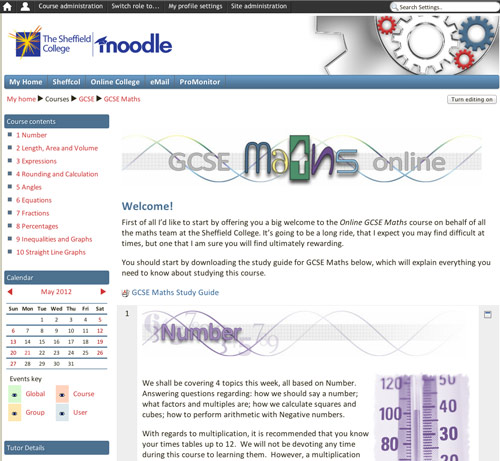 Course administration Switch role to... My profile settings Site administration Search Settings..
The Sheffield College moodle
My Home Sheffcol Online College eMail ProMonitor
My home ▶ Courses ▶ GCSE ▶ GCSE Maths Turn editing on
Course contents
1 Number
2 Length, Area and Volume
3 Expressions
4 Rounding and Calculation
5 Angles
6 Equations
7 Fractions
8 Percentages
9 Inequalities and Graphs
10 Straight Line Graphs
Calendar
◀ May 2012 ▶
Sun Mon Tue Wed Thu Fri Sat
1 2 3 4 5
6 7 8 9 10 11 12
13 14 15 16 17 18 19
20 21 22 23 24 25 26
27 28 29 30 31
Events key
Global Course
Group User
Tutor Details
GCSE Maths online
Welcome!
First of all I'd like to start by offering you a big welcome to the Online GCSE Maths course on behalf of all
the maths team at the Sheffield College. It's going to be a long ride, that I expect you may find difficult at
times, but one that I am sure you will find ultimately rewarding.
You should start by downloading the study guide for GCSE Maths below, which will explain everything you
need to know about studying this course.
GCSE Maths Study Guide
1
Number
We shall be covering 4 topics this week, all based on Number.
Answering questions regarding: how we should say a number;
what factors and multiples are; how we calculate squares and
cubes; how to perform arithmetic with Negative numbers.
With regards to multiplication, it is recommended that you know
your times tables up to 12. We will not be devoting any time
during this course to learning them. However, a multiplication
120 50
100 40
80 30
60